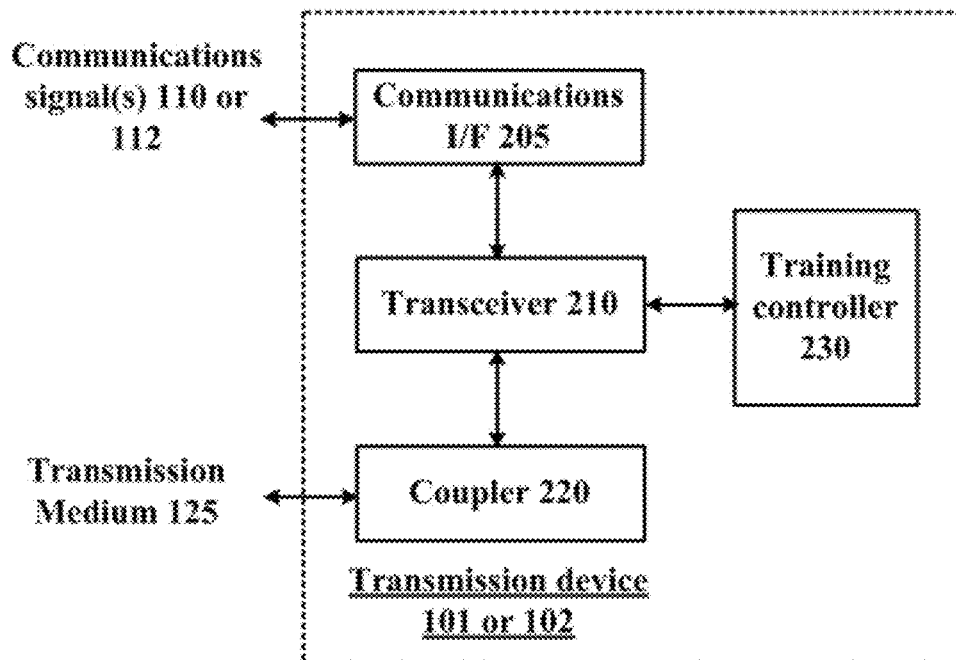 Communications
signal(s) 110 or
112
Communications
I/F 205
Transceiver 210
Training
controller
230
Transmission
Medium 125
Coupler 220
Transmission device
101 or 102